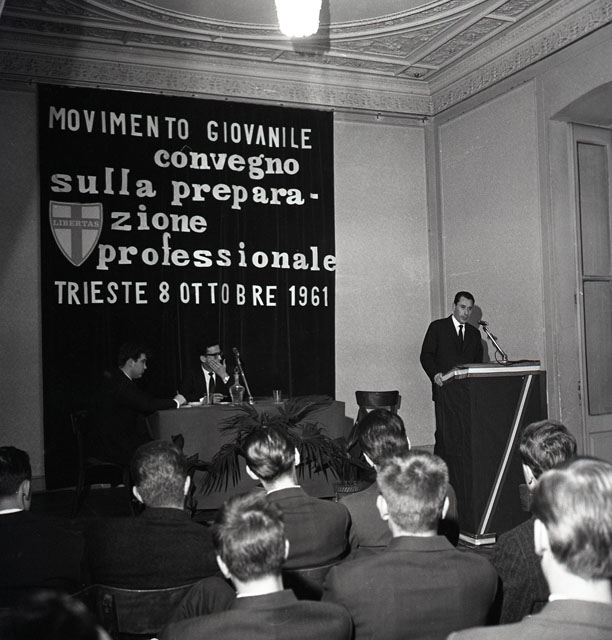 MOVIMENTO GIOVANILE
convegno
sulla prepara-
LIBERTAS
zione
professionale
TRIESTE 8 OTTOBRE 1961